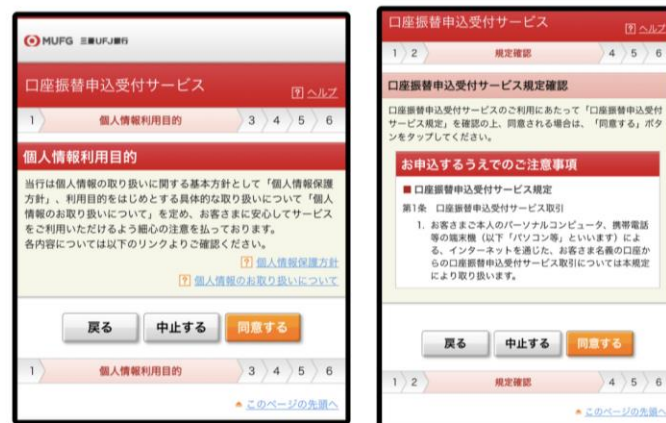 MUFG 三菱UFJ銀行
口座振替申込受付サービス
? ヘルプ
1 個人情報利用目的 3 4 5 6
個人情報利用目的
当行は個人情報の取り扱いに関する基本方針として「個人情報保護
方針」、利用目的をはじめとする具体的な取り扱いについて「個人
情報のお取り扱いについて」を定め、お客さまに安心してサービス
をご利用いただけるよう細心の注意を払っております。
各内容については以下のリンクよりご確認ください。
? 個人情報保護方針
? 個人情報のお取り扱いについて
戻る 中止する 同意する
1 個人情報利用目的 3 4 5 6
このページの先頭へ
口座振替申込受付サービス
? ヘルプ
1 2 規定確認 4 5 6
口座振替申込受付サービス規定確認
口座振替申込受付サービスのご利用にあたって「口座振替申込受付
サービス規定」を確認の上、同意される場合は、「同意する」ボタ
ンをタップしてください。
お申込するうえでのご注意事項
■ 口座振替申込受付サービス規定
第1条 口座振替申込受付サービス取引
1. お客さまご本人のパーソナルコンピュータ、携帯電話
等の端末機（以下「パソコン等」といいます）によ
る、インターネットを通じた、お客さま名義の口座か
らの口座振替申込受付サービス取引については本規定
により取り扱います。
戻る 中止する 同意する
1 2 規定確認 4 5 6
このページの先頭へ